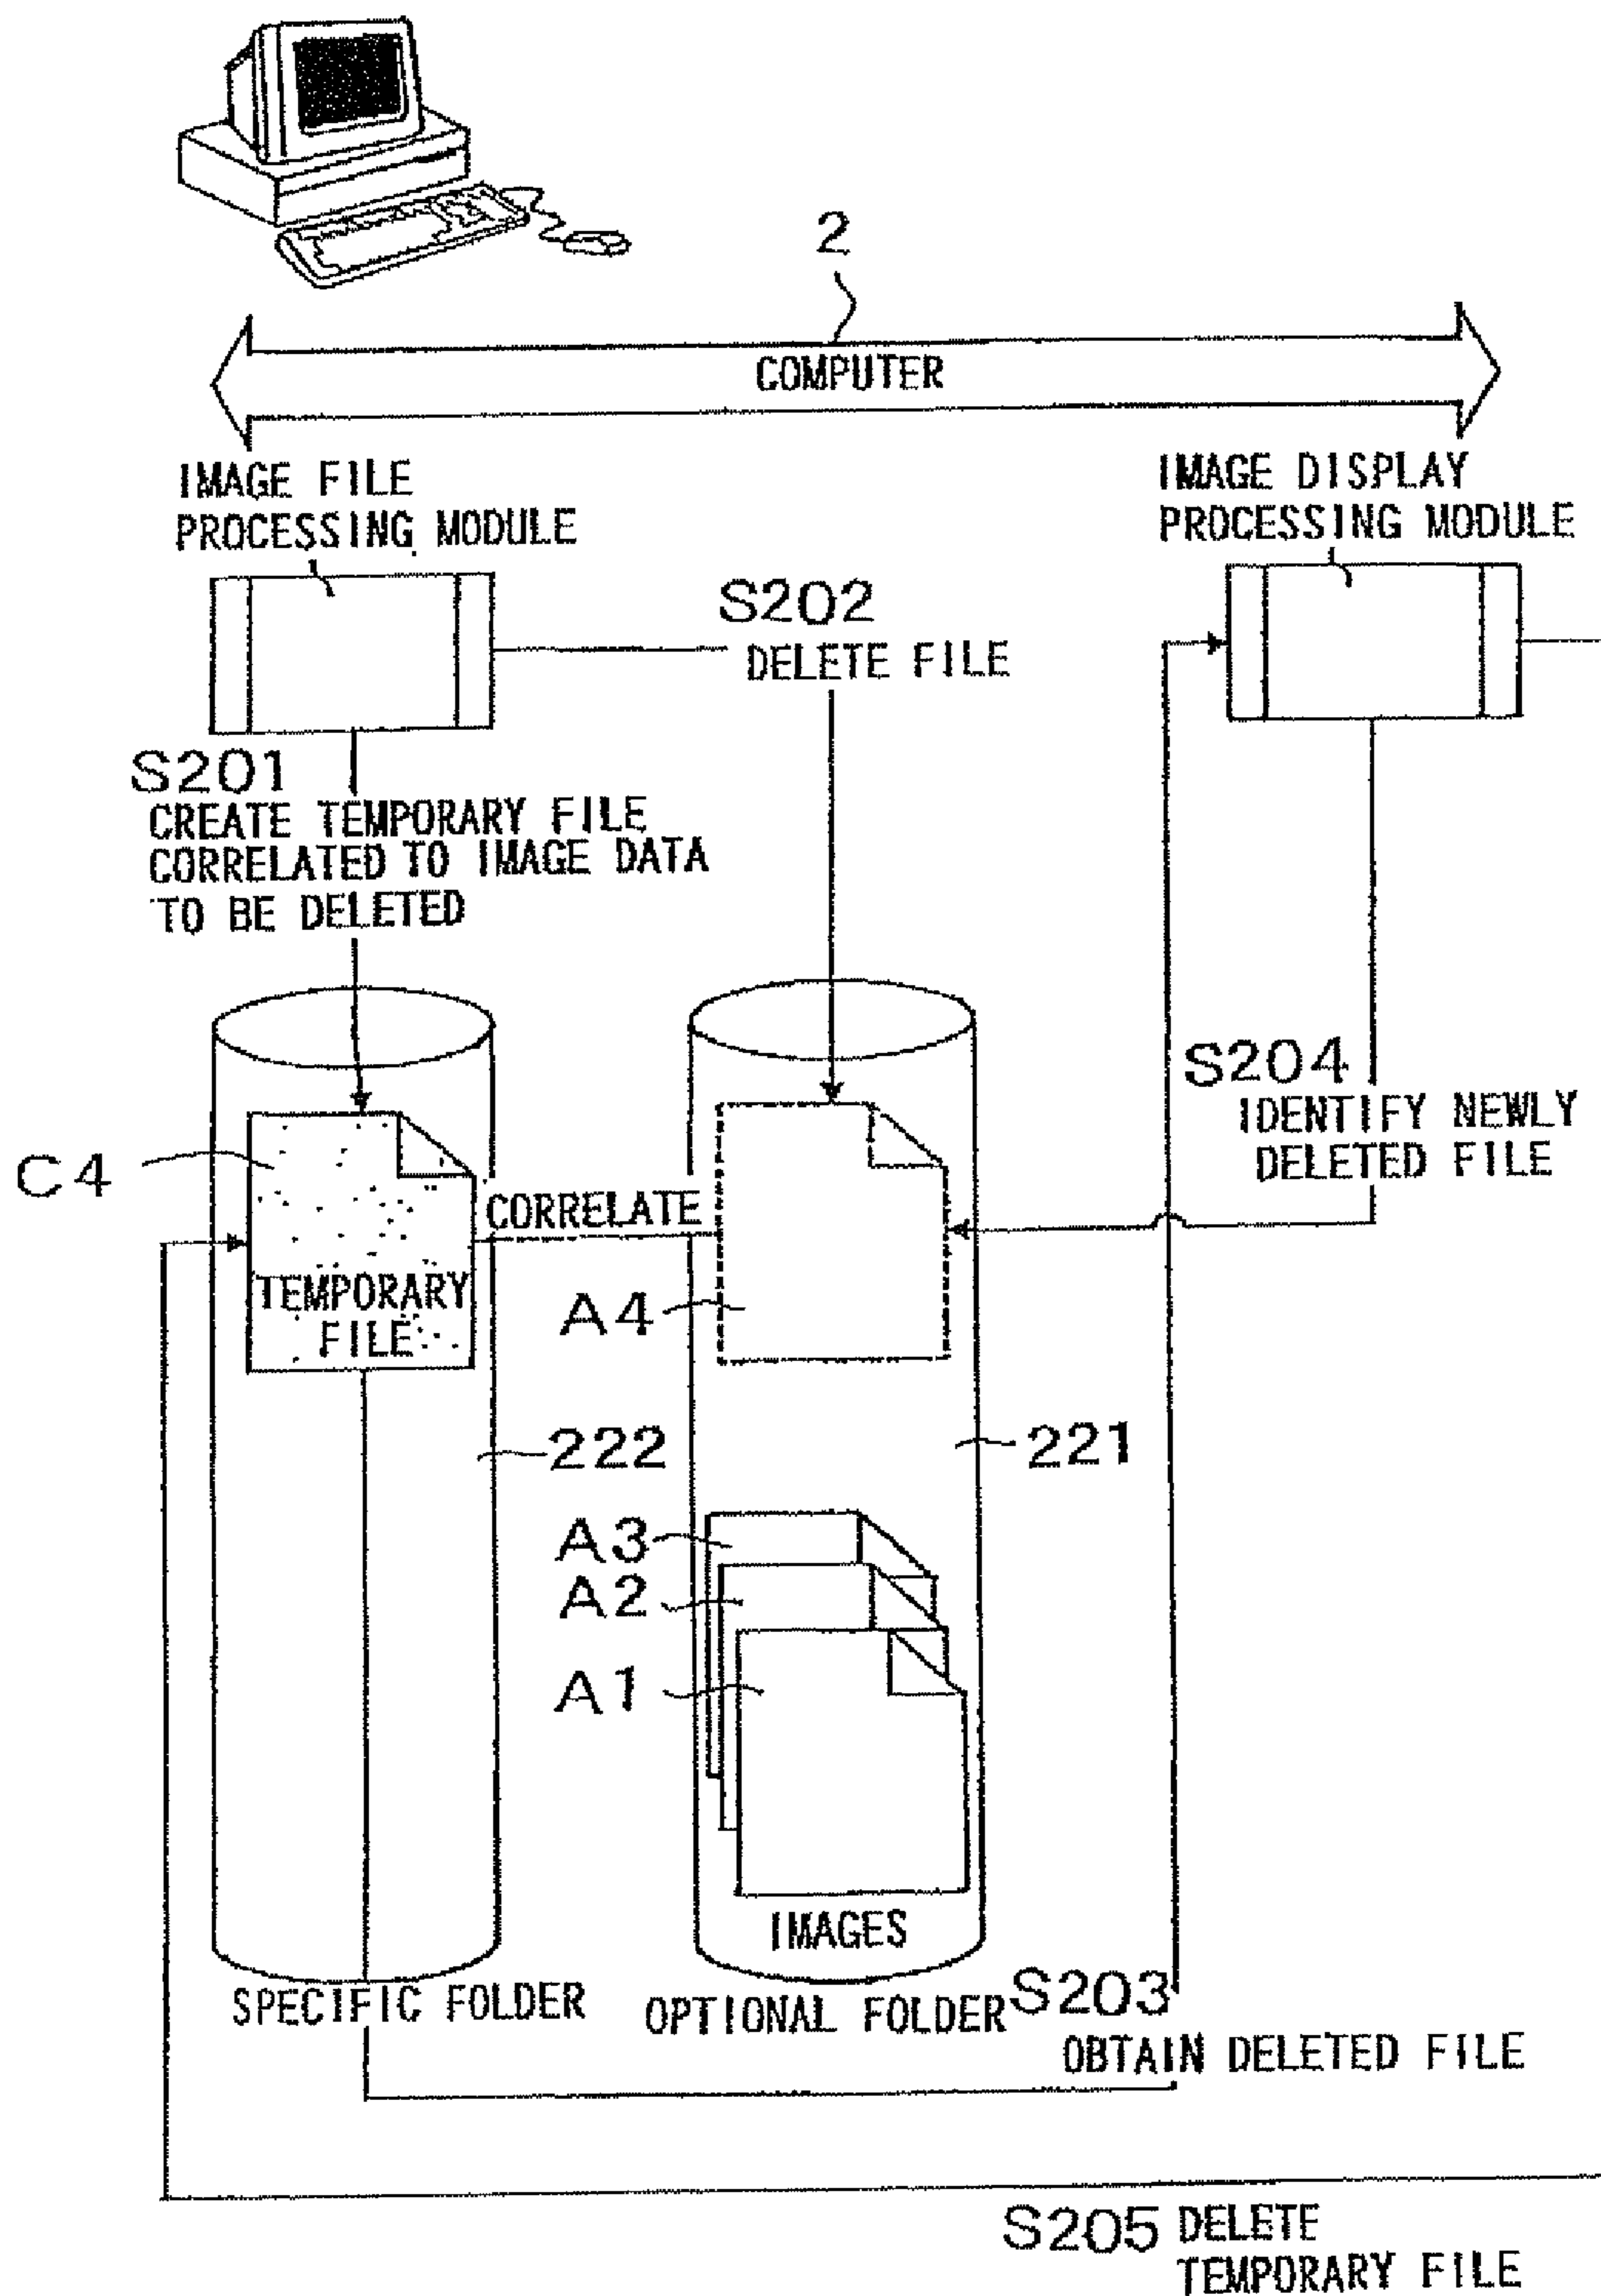 2
COMPUTER
IMAGE FILE
PROCESSING MODULE
IMAGE DISPLAY
PROCESSING MODULE
S202
DELETE FILE
S201
CREATE TEMPORARY FILE
CORRELATED TO IMAGE DATA
TO BE DELETED
S204
IDENTIFY NEWLY
DELETED FILE
C4
CORRELATE
TEMPORARY
FILE
A4
222
221
A3
A2
A1
IMAGES
SPECIFIC FOLDER
OPTIONAL FOLDER
S203
OBTAIN DELETED FILE
S205 DELETE
TEMPORARY FILE